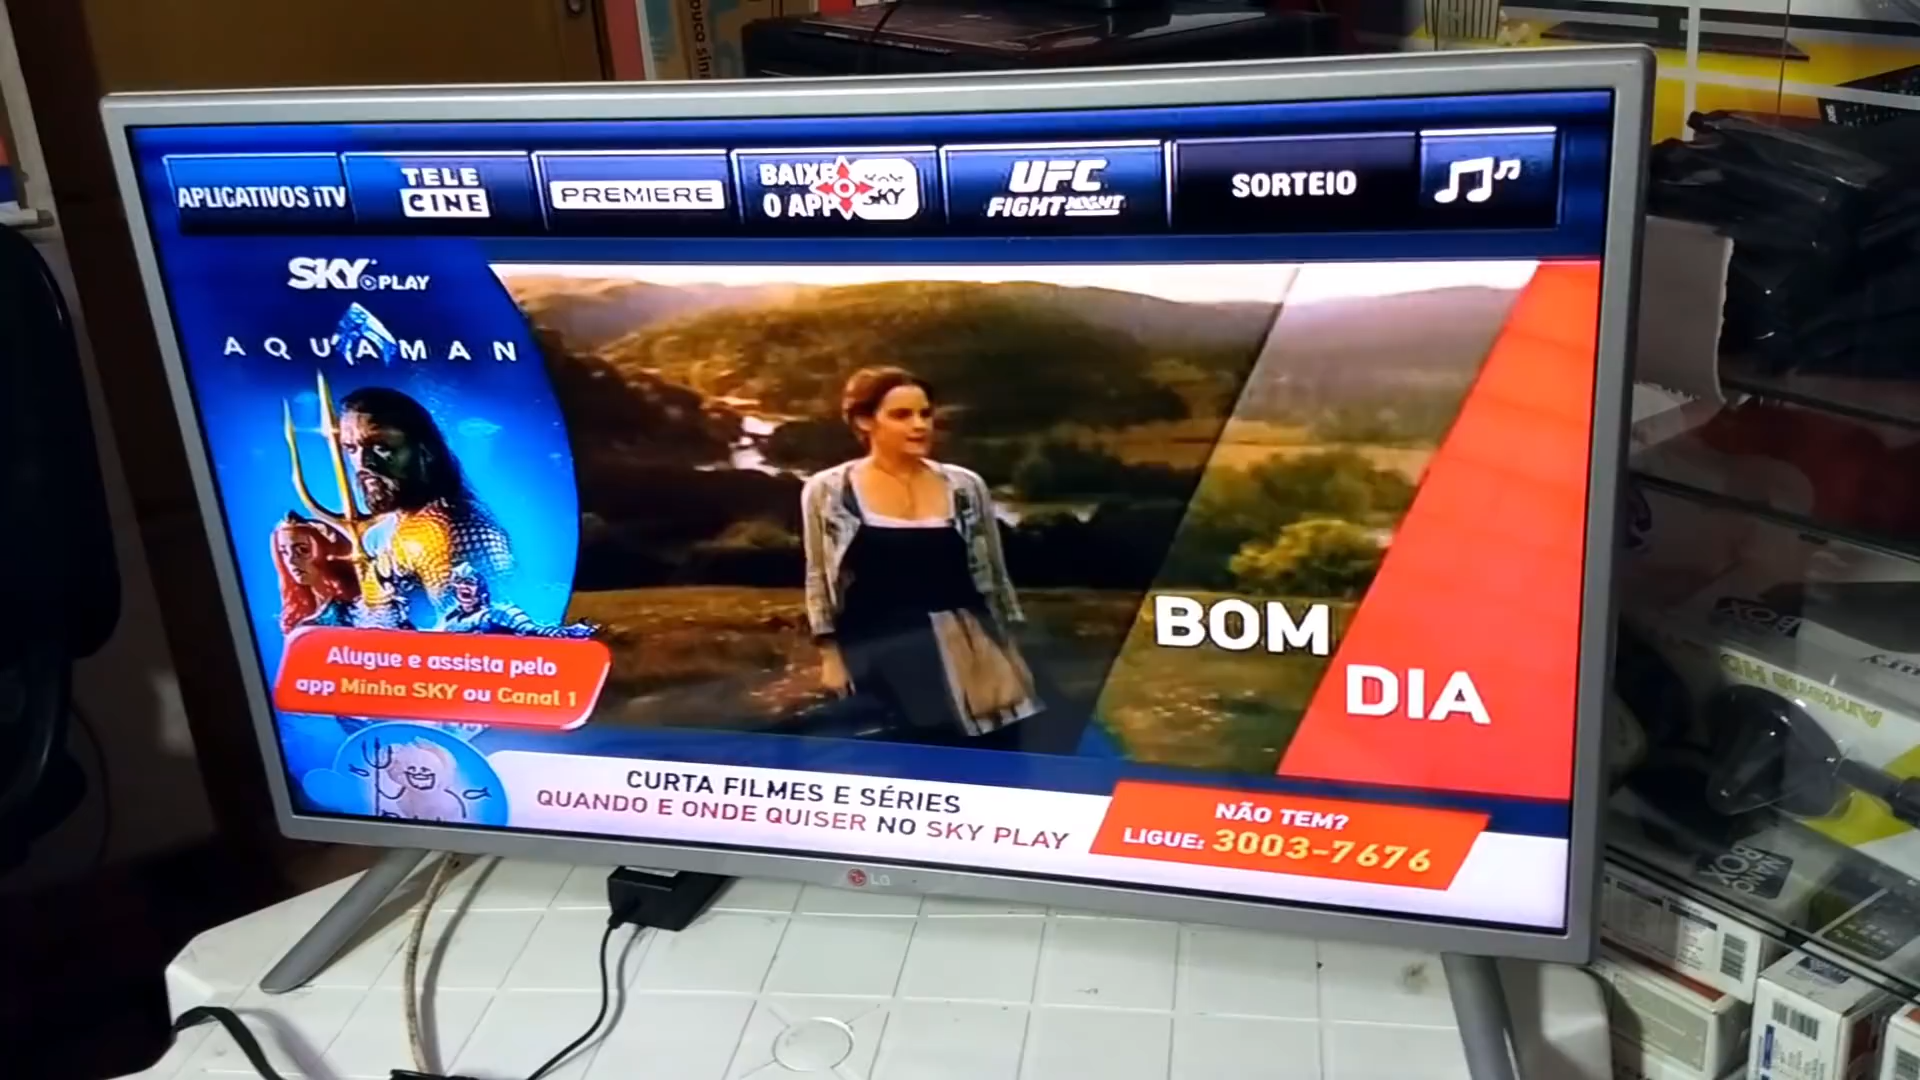 APLICATIVOS iTV
TELE
CINE
PREMIERE
BAIXE
O APP
SKY
UFC
FIGHT NIGHT
SORTEIO
SKY PLAY
AQUAMAN
BOM
DIA
Alugue e assista pelo
app Minha SKY ou Canal 1
CURTA FILMES E SÉRIES
QUANDO E ONDE QUISER NO SKY PLAY
NÃO TEM?
LIGUE: 3003-7676
LG
NANO
BOX